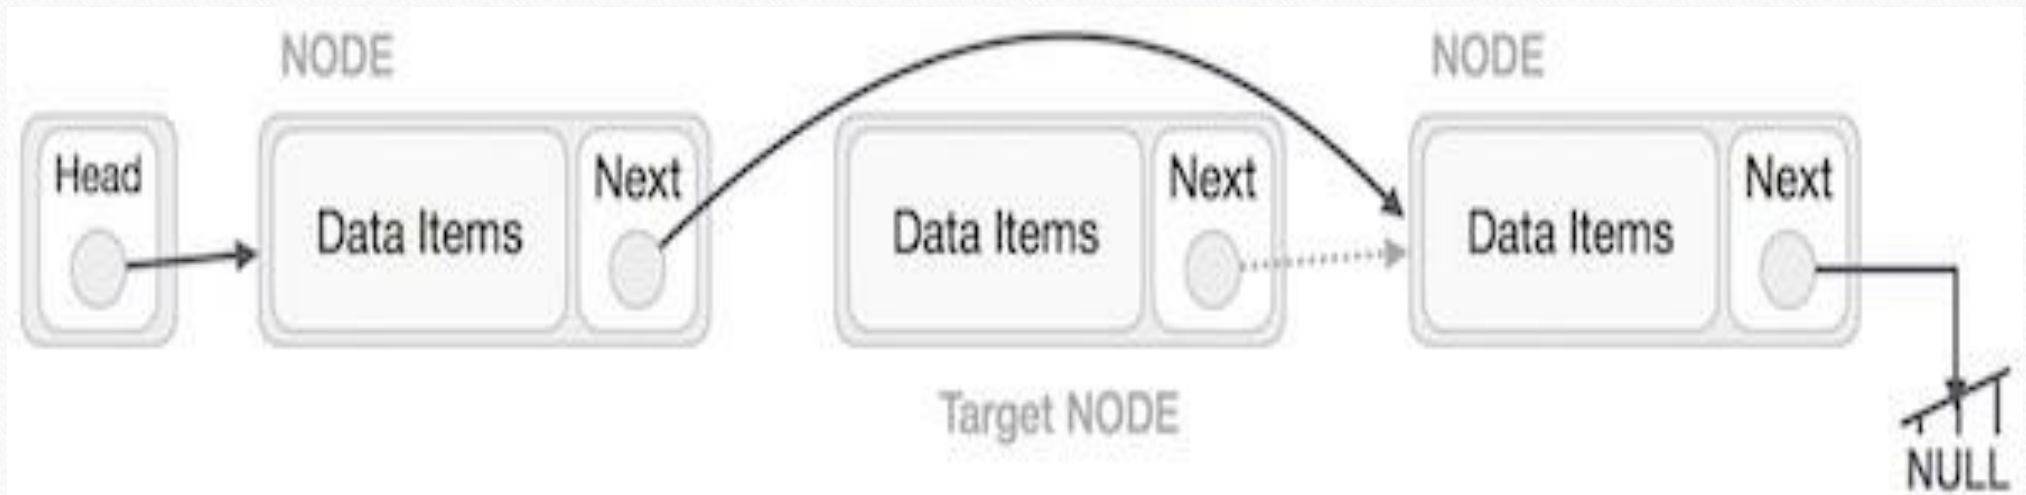 NODE
NODE
Head
Data Items
Next
Data Items
Next
Data Items
Next
Target NODE
NULL